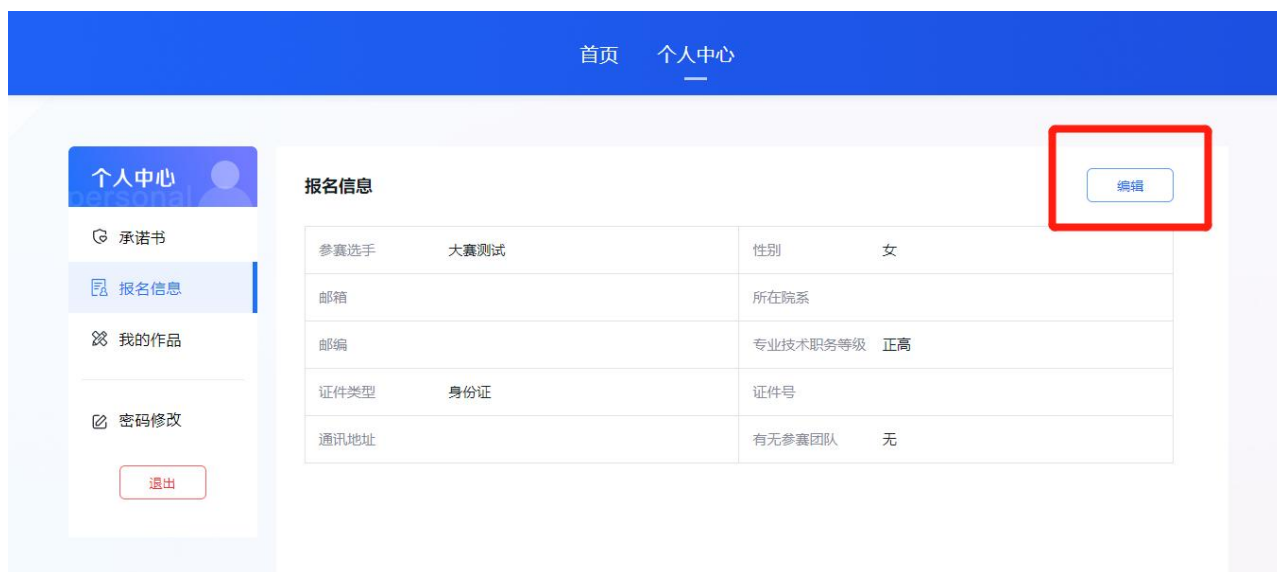 首页 个人中心
个人中心
personal
承诺书
报名信息
我的作品
密码修改
退出
报名信息
编辑
参赛选手 大赛测试 性别 女
邮箱 所在院系
邮编 专业技术职务等级 正高
证件类型 身份证 证件号
通讯地址 有无参赛团队 无